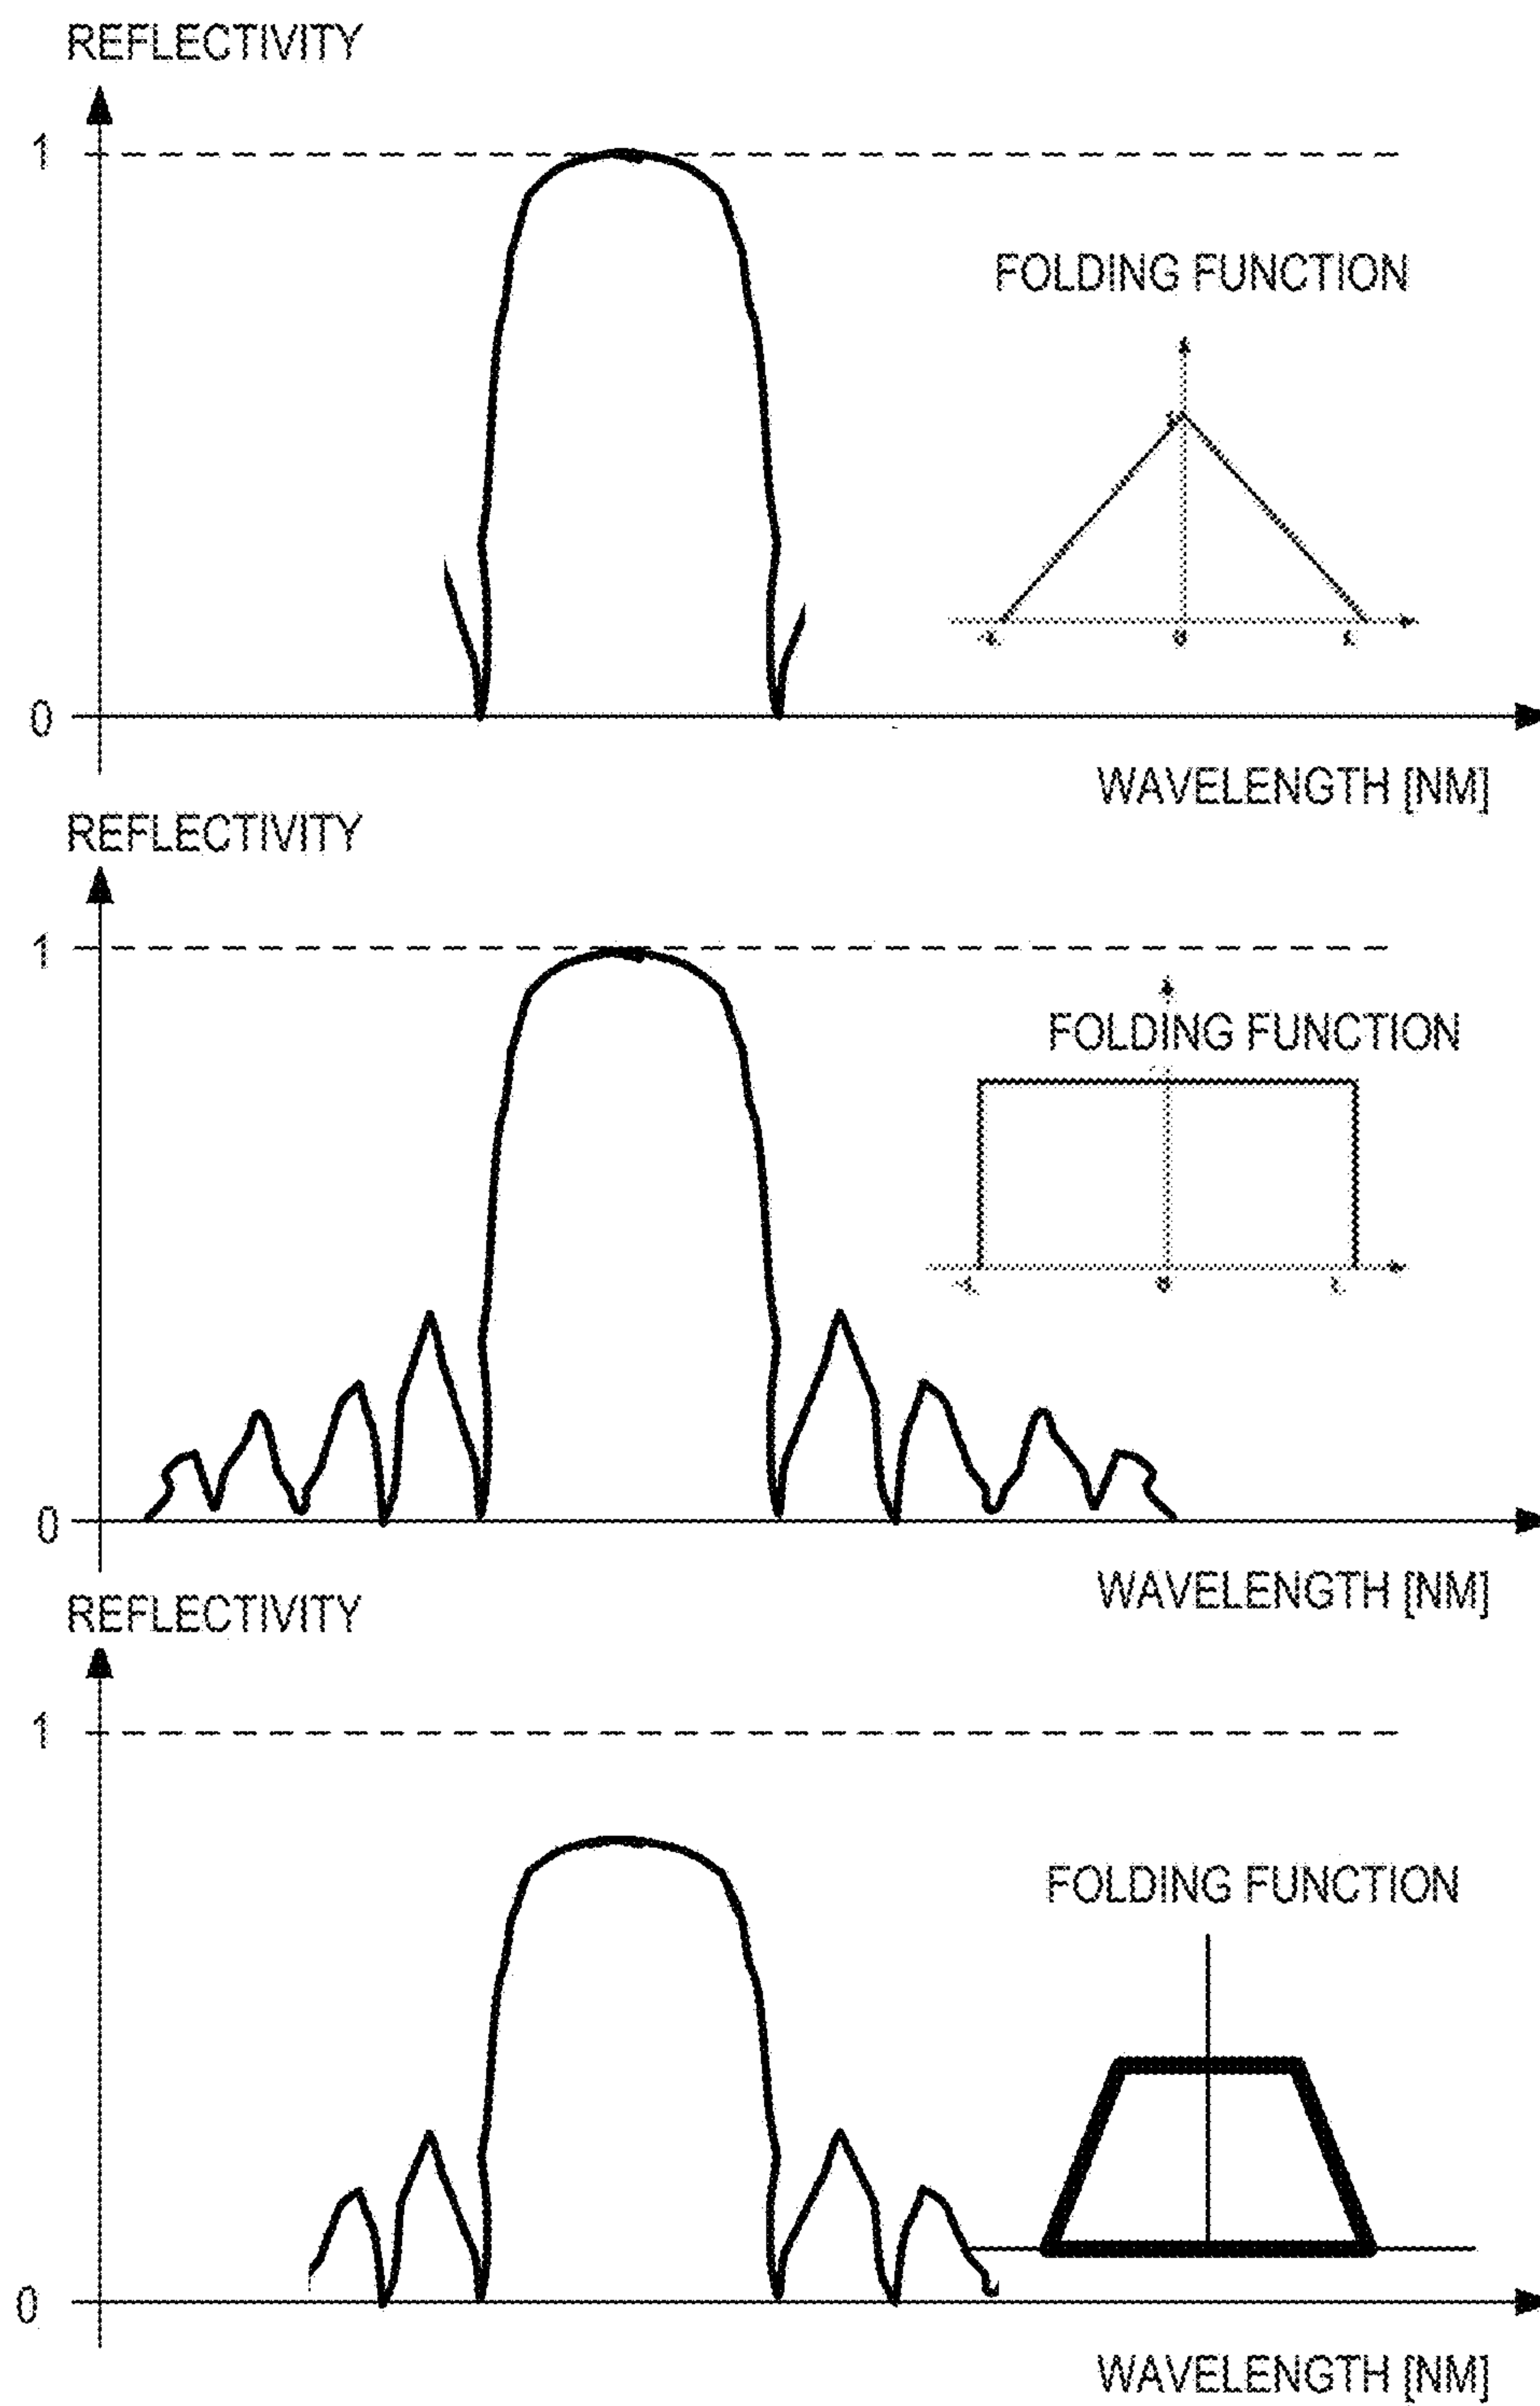 REFLECTIVITY
1
FOLDING FUNCTION
0
WAVELENGTH [NM]
REFLECTIVITY
1
FOLDING FUNCTION
0
WAVELENGTH [NM]
REFLECTIVITY
1
FOLDING FUNCTION
0
WAVELENGTH [NM]